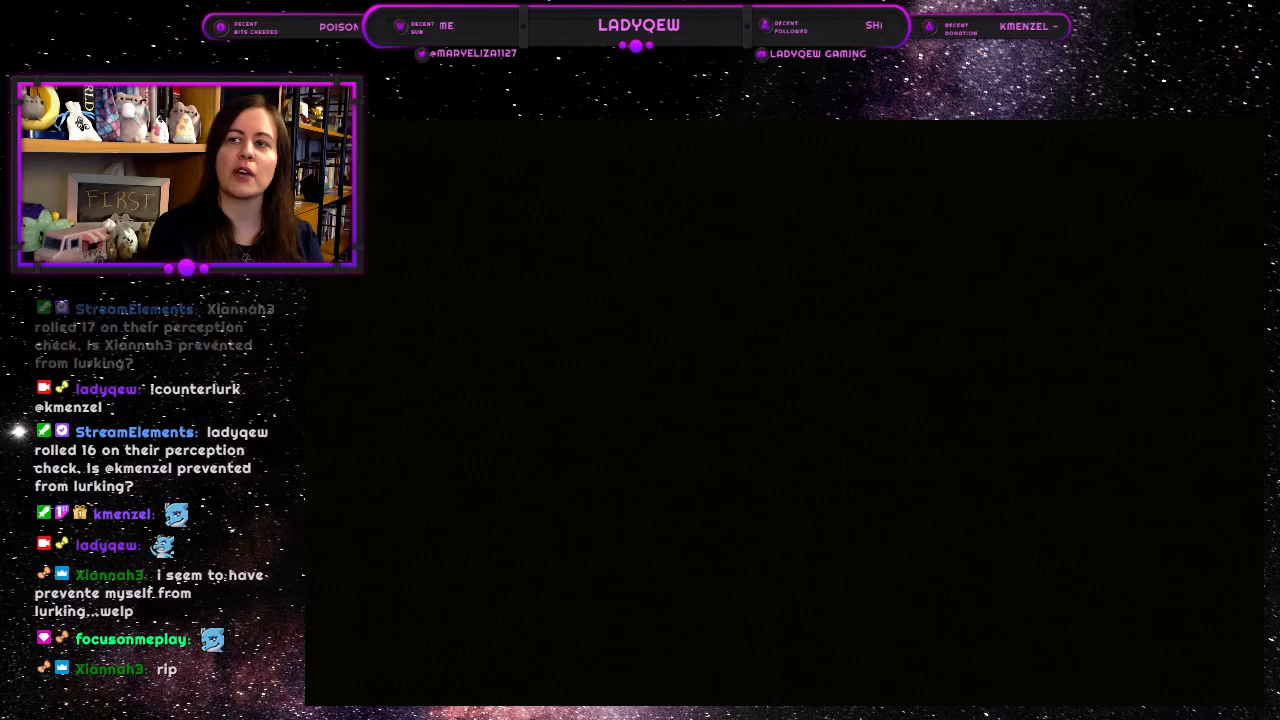 RECENT BITS CHEERED
POISON
RECENT SUB
ME
LADYQEW
RECENT FOLLOWED
SHI
RECENT DONATION
KMENZEL -
@MARYELIZA1127
LADYQEW GAMING
FIRST
StreamElements: Xiannah3
rolled 17 on their perception
check. Is Xiannah3 prevented
from lurking?
ladyqew: !counterlurk
@kmenzel
StreamElements: ladyqew
rolled 16 on their perception
check. Is @kmenzel prevented
from lurking?
kmenzel:
ladyqew:
Xiannah3: i seem to have
prevente myself from
lurking...welp
focusonmeplay:
Xiannah3: rip